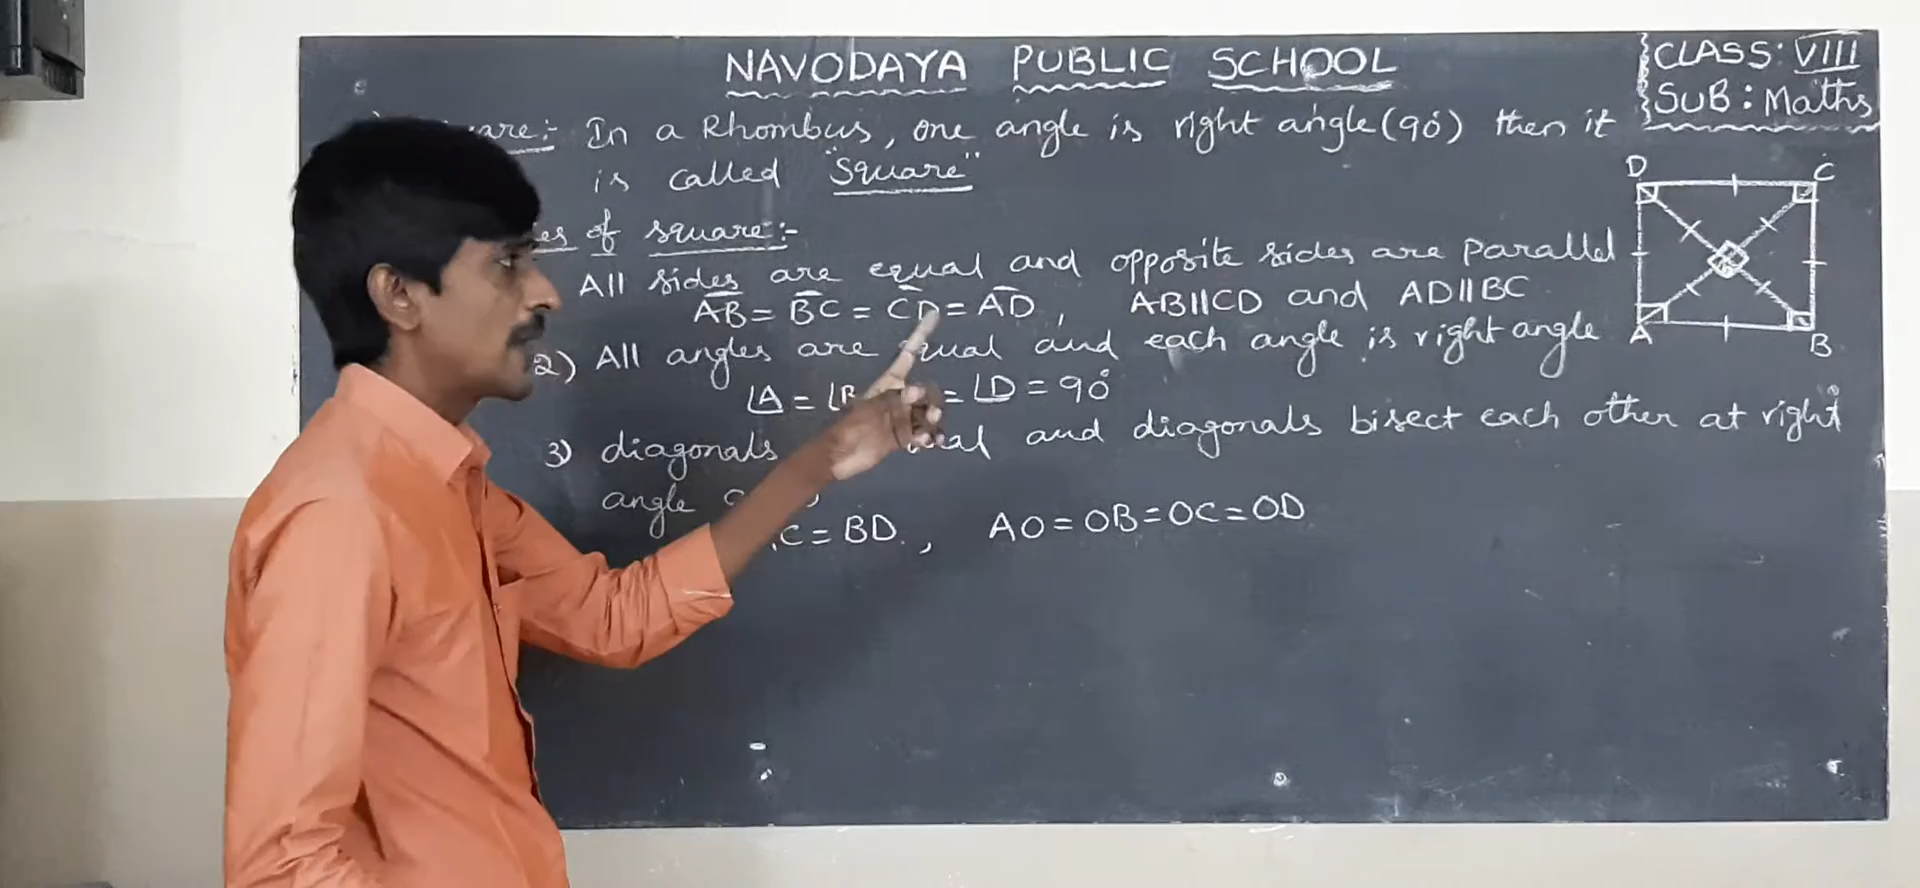 NAVODAYA PUBLIC SCHOOL
CLASS: VIII
SUB: Maths
In a Rhombus, one angle is right angle (90°) then it
is called "Square"
of square:-
All sides are equal and opposite sides are parallel
AB = BC = CD = AD, AB||CD and AD||BC
2) All angles are equal and each angle is right angle
∠A = ∠B = ∠D = 90°
3) diagonals and diagonals bisect each other at right
angle
C = BD, AO = OB = OC = OD
D C
A B